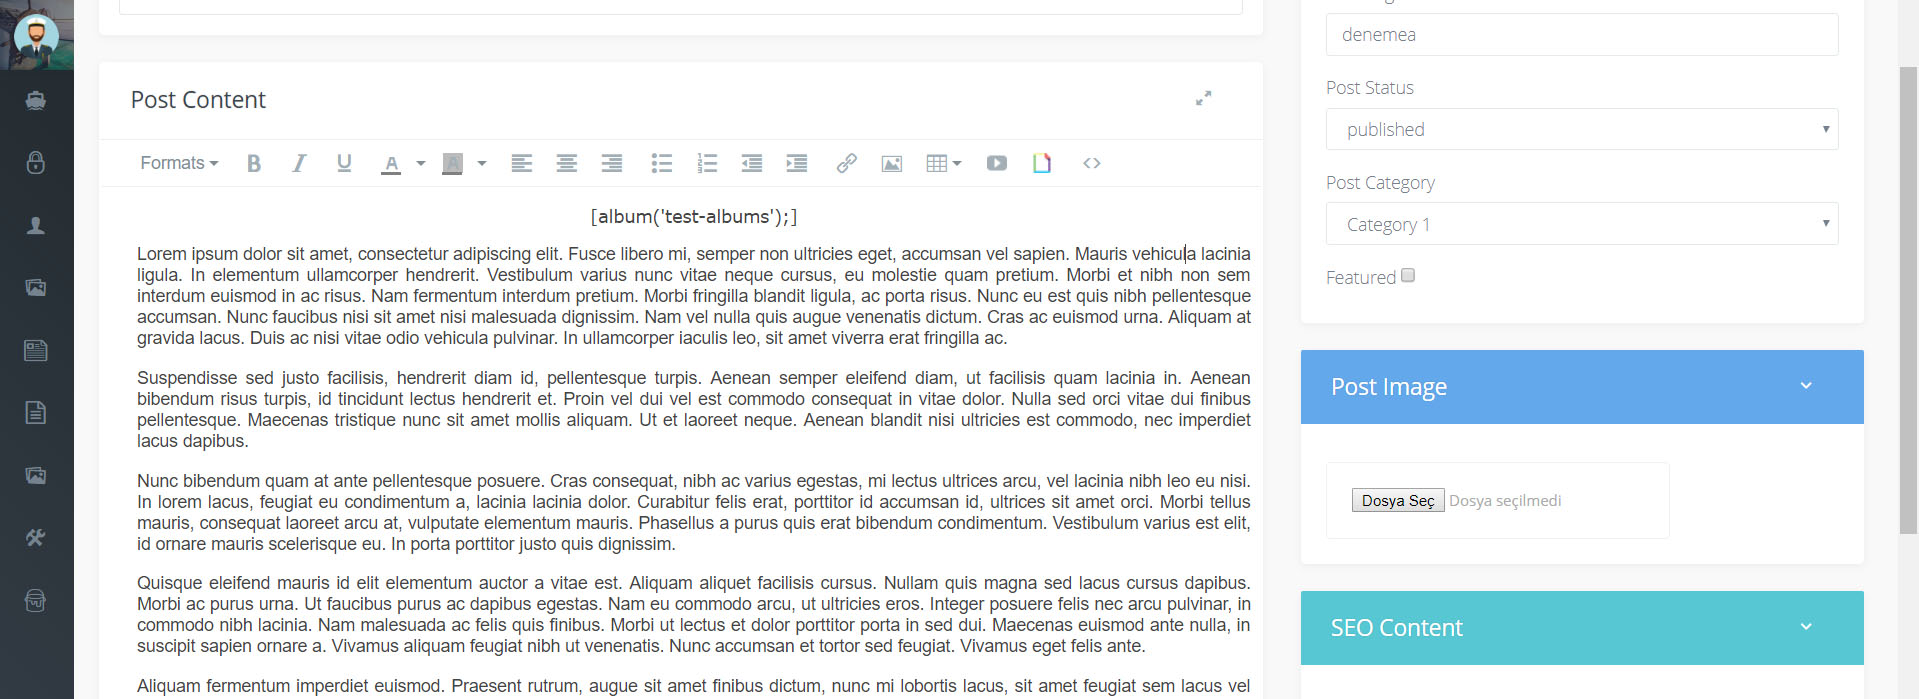 Post Content
Formats
B I U A A
[album('test-albums');]
Lorem ipsum dolor sit amet, consectetur adipiscing elit. Fusce libero mi, semper non ultricies eget, accumsan vel sapien. Mauris vehicula lacinia
ligula. In elementum ullamcorper hendrerit. Vestibulum varius nunc vitae neque cursus, eu molestie quam pretium. Morbi et nibh non sem
interdum euismod in ac risus. Nam fermentum interdum pretium. Morbi fringilla blandit ligula, ac porta risus. Nunc eu est quis nibh pellentesque
accumsan. Nunc faucibus nisi sit amet nisi malesuada dignissim. Nam vel nulla quis augue venenatis dictum. Cras ac euismod urna. Aliquam at
gravida lacus. Duis ac nisi vitae odio vehicula pulvinar. In ullamcorper iaculis leo, sit amet viverra erat fringilla ac.
Suspendisse sed justo facilisis, hendrerit diam id, pellentesque turpis. Aenean semper eleifend diam, ut facilisis quam lacinia in. Aenean
bibendum risus turpis, id tincidunt lectus hendrerit et. Proin vel dui vel est commodo consequat in vitae dolor. Nulla sed orci vitae dui finibus
pellentesque. Maecenas tristique nunc sit amet mollis aliquam. Ut et laoreet neque. Aenean blandit nisi ultricies est commodo, nec imperdiet
lacus dapibus.
Nunc bibendum quam at ante pellentesque posuere. Cras consequat, nibh ac varius egestas, mi lectus ultrices arcu, vel lacinia nibh leo eu nisi.
In lorem lacus, feugiat eu condimentum a, lacinia lacinia dolor. Curabitur felis erat, porttitor id accumsan id, ultrices sit amet orci. Morbi tellus
mauris, consequat laoreet arcu at, vulputate elementum mauris. Phasellus a purus quis erat bibendum condimentum. Vestibulum varius est elit,
id ornare mauris scelerisque eu. In porta porttitor justo quis dignissim.
Quisque eleifend mauris id elit elementum auctor a vitae est. Aliquam aliquet facilisis cursus. Nullam quis magna sed lacus cursus dapibus.
Morbi ac purus urna. Ut faucibus purus ac dapibus egestas. Nam eu commodo arcu, ut ultricies eros. Integer posuere felis nec arcu pulvinar, in
commodo nibh lacinia. Nam malesuada ac felis quis finibus. Morbi ut lectus et dolor porttitor porta in sed dui. Maecenas euismod ante nulla, in
suscipit sapien ornare a. Vivamus aliquam feugiat nibh ut venenatis. Nunc accumsan et tortor sed feugiat. Vivamus eget felis ante.
Aliquam fermentum imperdiet euismod. Praesent rutrum, augue sit amet finibus dictum, nunc mi lobortis lacus, sit amet feugiat sem lacus vel
denemea
Post Status
published
Post Category
Category 1
Featured
Post Image
Dosya Seç Dosya seçilmedi
SEO Content